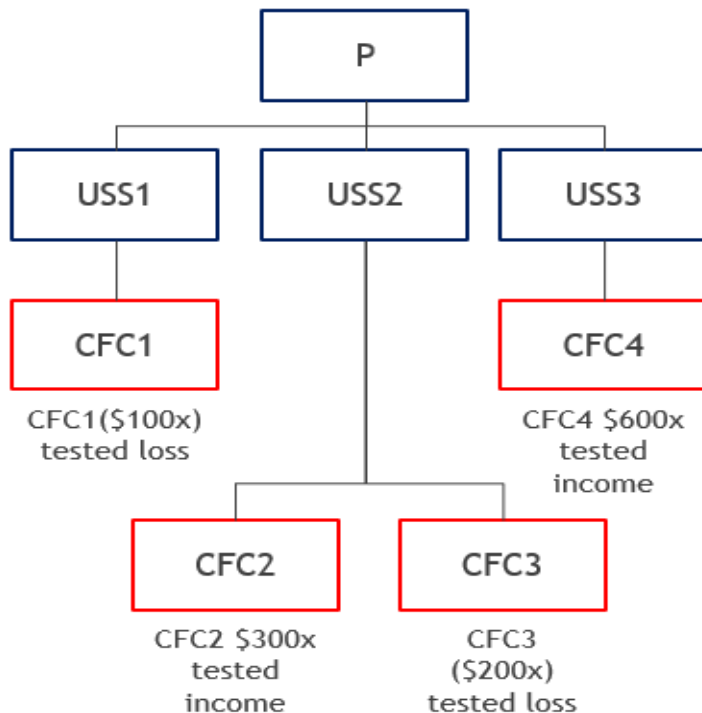 P
USS1
USS2
USS3
CFC1
CFC4
CFC1($100x)
tested loss
CFC4 $600x
tested
income
CFC2
CFC3
CFC2 $300x
tested
income
CFC3
($200x)
tested loss